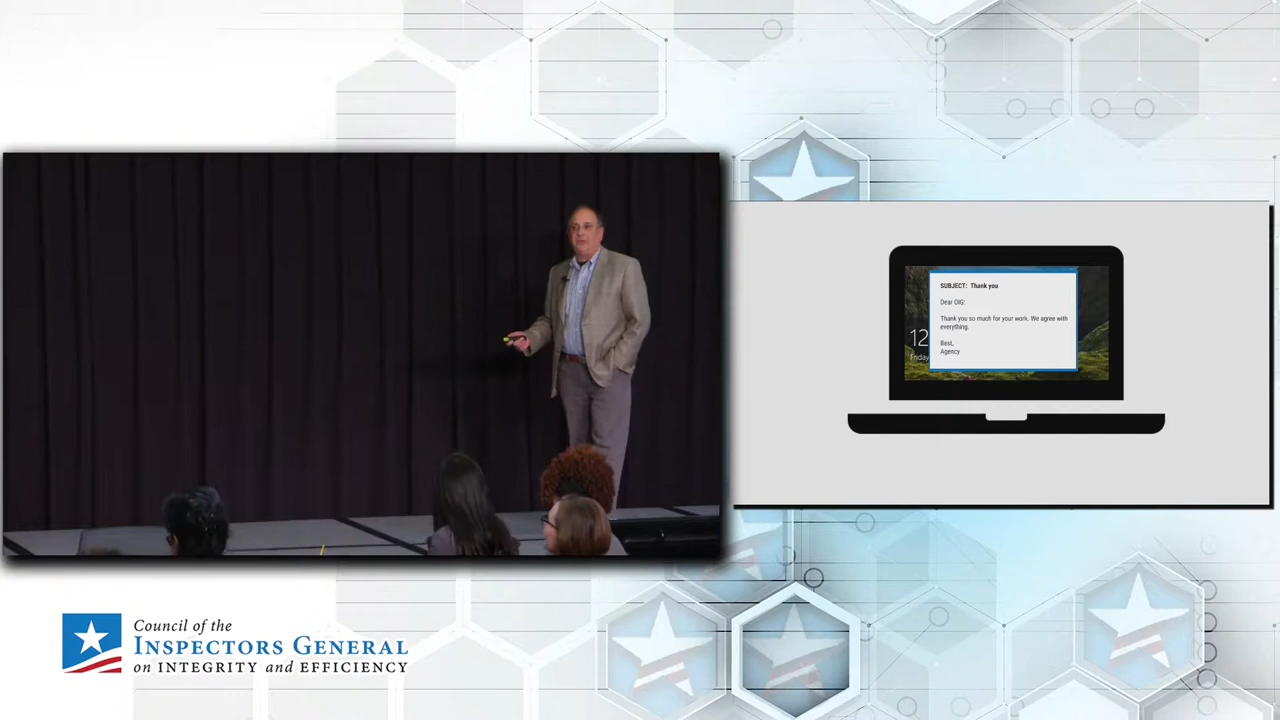 SUBJECT: Thank you
Dear OIG:
Thank you so much for your work. We agree with
everything.
Best,
Agency
12
Friday
Council of the
INSPECTORS GENERAL
on INTEGRITY and EFFICIENCY